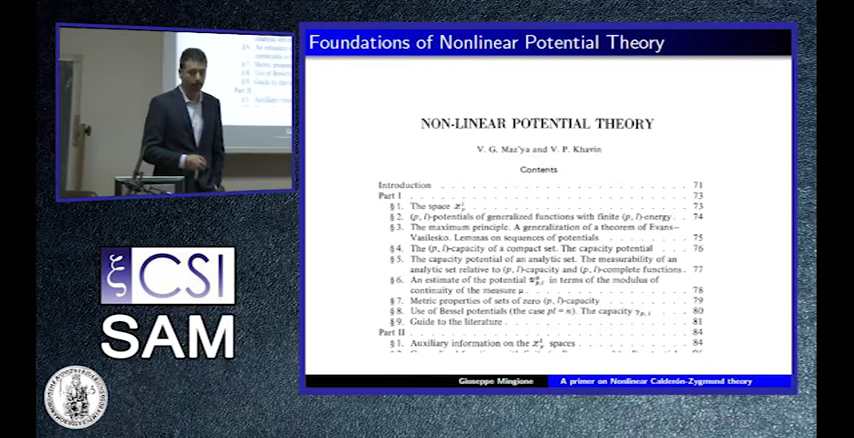 Foundations of Nonlinear Potential Theory
NON-LINEAR POTENTIAL THEORY
V. G. Maz'ya and V. P. Khavin
Contents
Introduction 71
Part I 73
§ 1. The space 73
§ 2. (p, l)-potentials of generalized functions with finite (p, l)-energy 74
§ 3. The maximum principle. A generalization of a theorem of Evans–
Vasilesko. Lemmas on sequences of potentials 75
§ 4. The (p, l)-capacity of a compact set. The capacity potential 76
§ 5. The capacity potential of an analytic set. The measurability of an
analytic set relative to (p, l)-capacity and (p, l)-complete functions. 77
§ 6. An estimate of the potential in terms of the modulus of
continuity of the measure μ 78
§ 7. Metric properties of sets of zero (p, l)-capacity 79
§ 8. Use of Bessel potentials (the case pl = n). The capacity γp, l 80
§ 9. Guide to the literature 81
Part II 84
§ 1. Auxiliary information on the spaces 84
Giuseppe Mingione
A primer on Nonlinear Calderón-Zygmund theory
ξ CSI
SAM